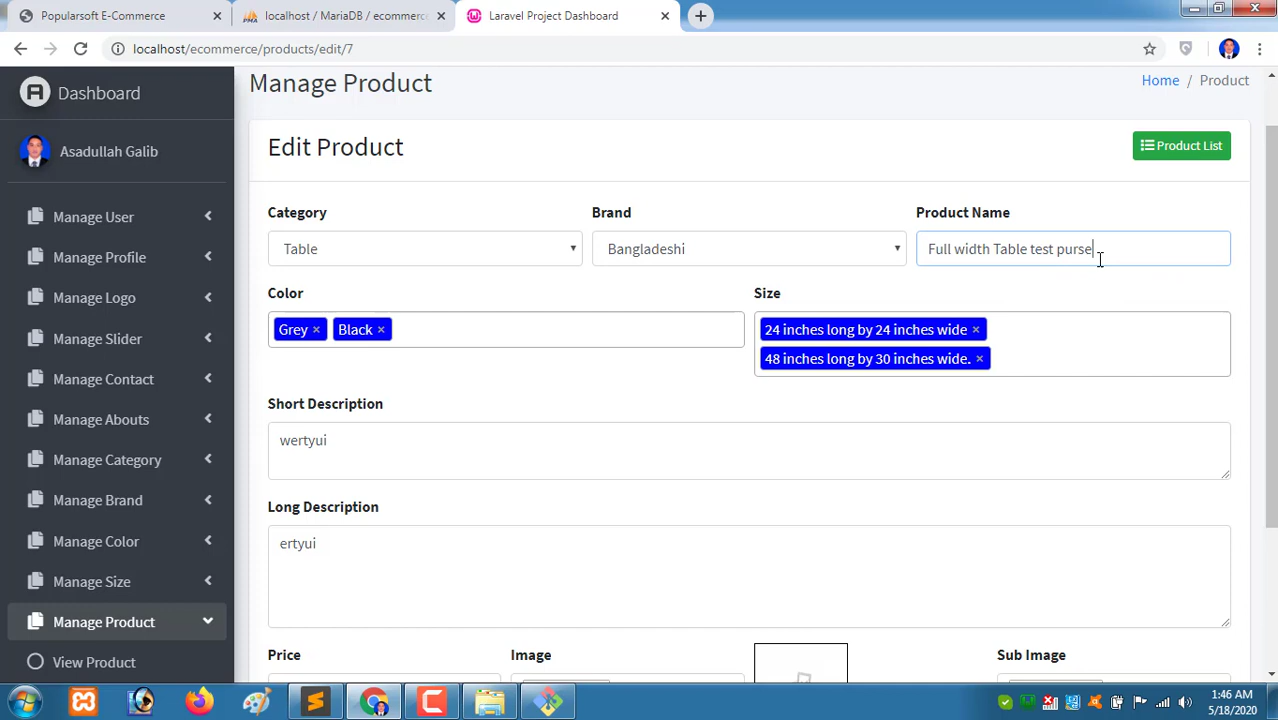 Popularsoft E-Commerce
localhost / MariaDB / ecommerc
Laravel Project Dashboard
localhost/ecommerce/products/edit/7
Dashboard
Manage Product
Home / Product
Asadullah Galib
Edit Product
Product List
Manage User
Manage Profile
Manage Logo
Manage Slider
Manage Contact
Manage Abouts
Manage Category
Manage Brand
Manage Color
Manage Size
Manage Product
View Product
Category
Brand
Product Name
Table
Bangladeshi
Full width Table test purse
Color
Size
Grey ×
Black ×
24 inches long by 24 inches wide ×
48 inches long by 30 inches wide. ×
Short Description
wertyui
Long Description
ertyui
Price
Image
Sub Image
1:46 AM
5/18/2020